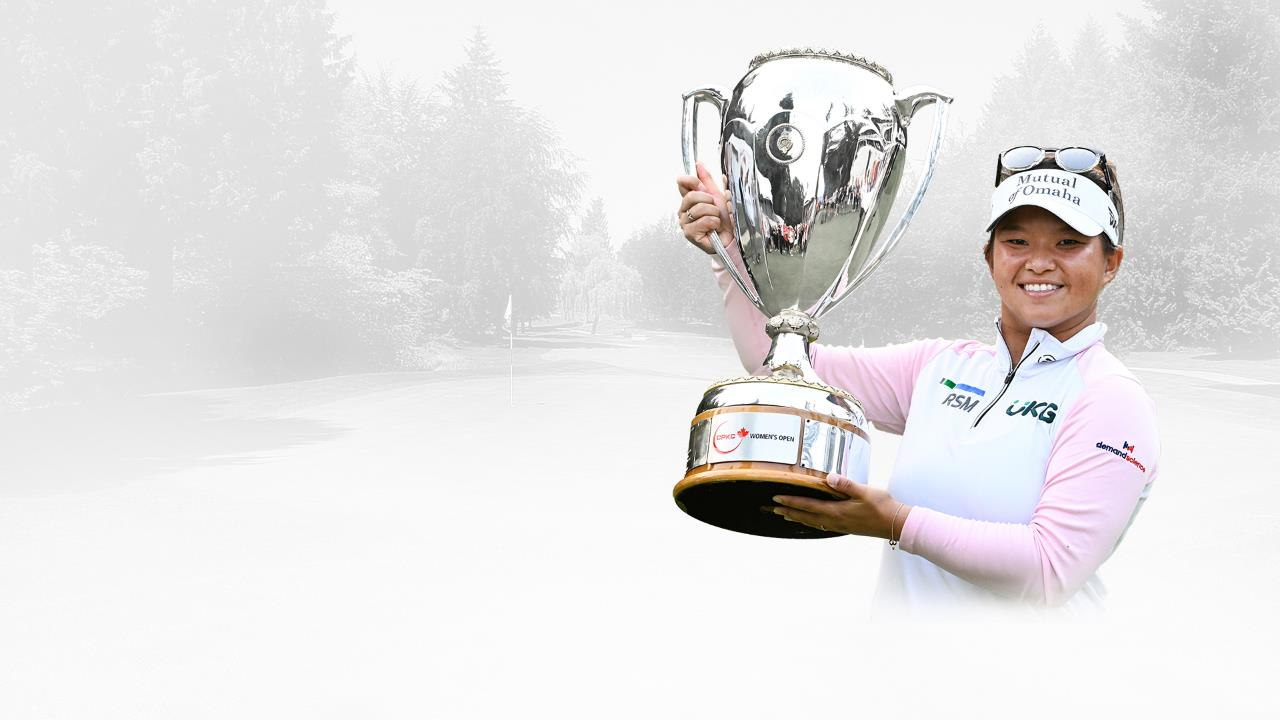 Mutual
of Omaha
RSM
UKG
demandscience
CPKC WOMEN'S OPEN